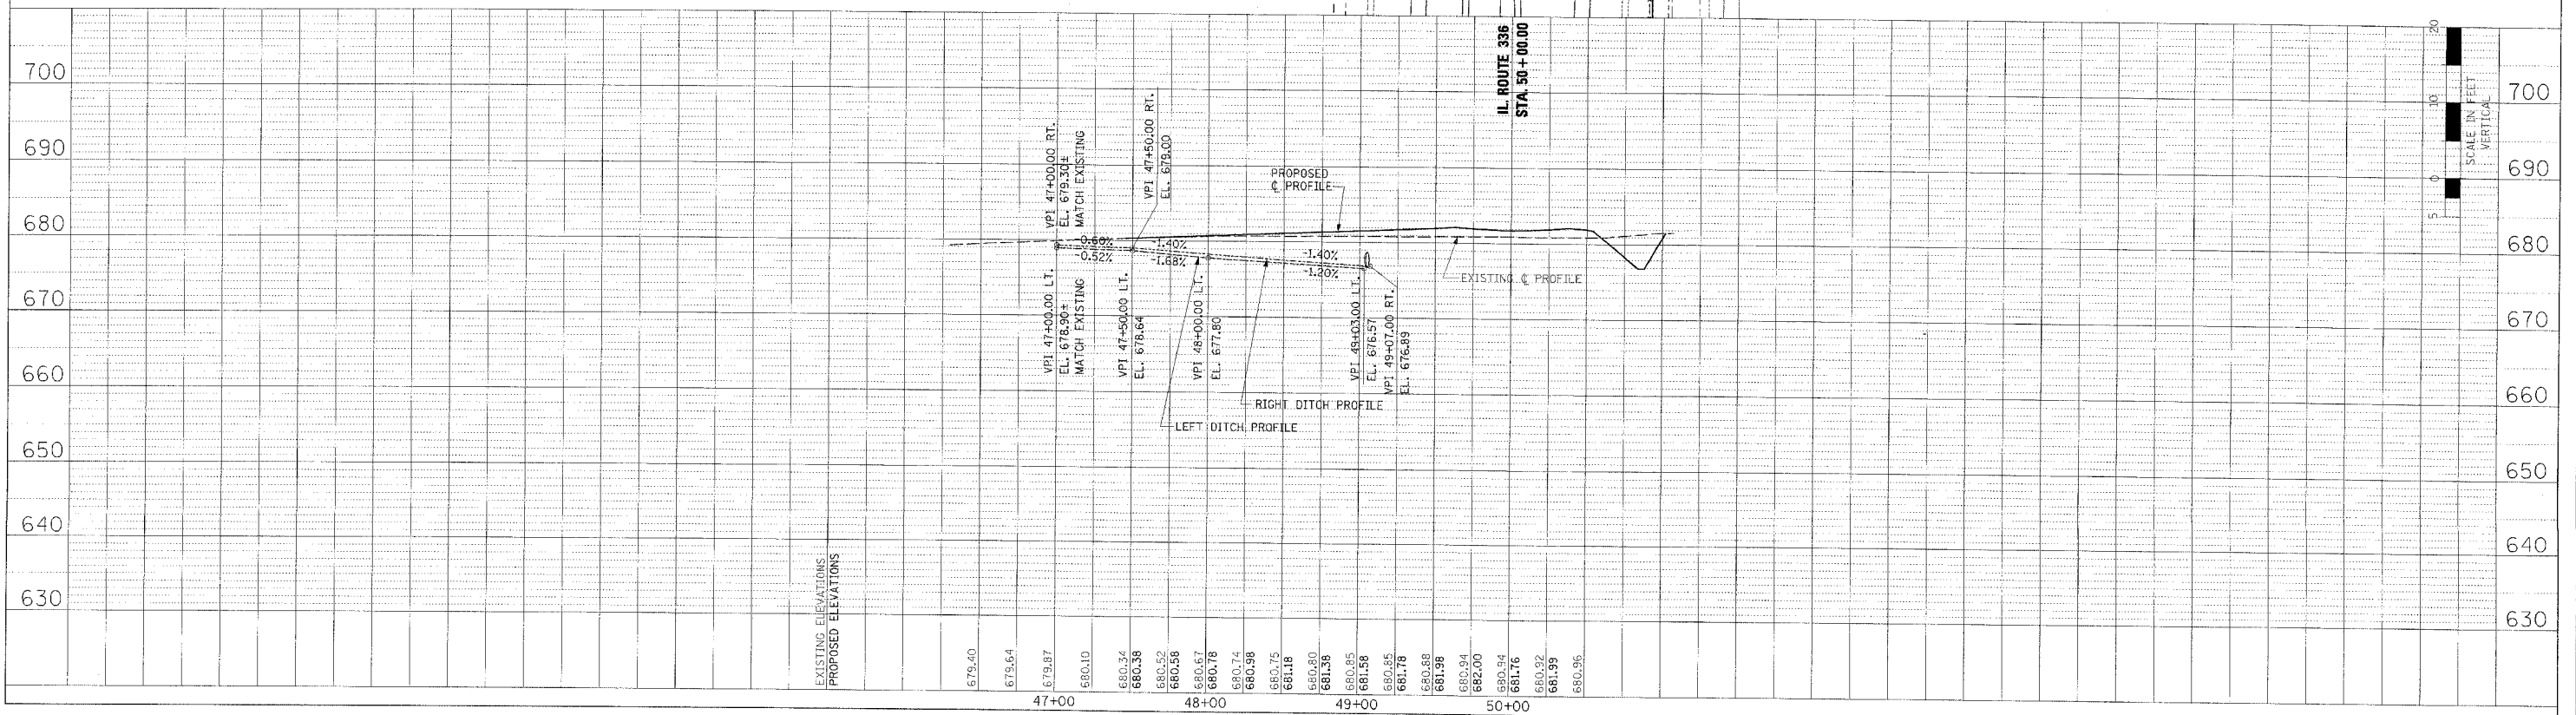 IL. ROUTE 336
STA. 50+00.00
20
10
0
5
SCALE IN FEET
VERTICAL
700
700
690
690
680
680
670
670
660
660
650
650
640
640
630
630
VPI 47+00.00 RT.
EL. 679.30±
MATCH EXISTING
VPI 47+50.00 RT.
EL. 679.00
PROPOSED
℄ PROFILE
-0.60%
-1.40%
-1.40%
-0.52%
-1.68%
-1.20%
EXISTING ℄ PROFILE
VPI 47+00.00 LT.
EL. 678.90±
MATCH EXISTING
VPI 47+50.00 LT.
EL. 678.64
VPI 48+00.00 LT.
EL. 677.80
VPI 49+03.00 LT.
EL. 676.57
VPI 49+07.00 RT.
EL. 676.89
RIGHT DITCH PROFILE
LEFT DITCH PROFILE
EXISTING ELEVATIONS
PROPOSED ELEVATIONS
679.40
679.64
679.87
680.10
680.34
680.38
680.52
680.58
680.67
680.78
680.74
680.98
680.75
681.18
680.80
681.38
680.85
681.58
680.85
681.78
680.88
681.98
680.94
682.00
680.94
681.76
680.92
681.99
680.96
47+00
48+00
49+00
50+00